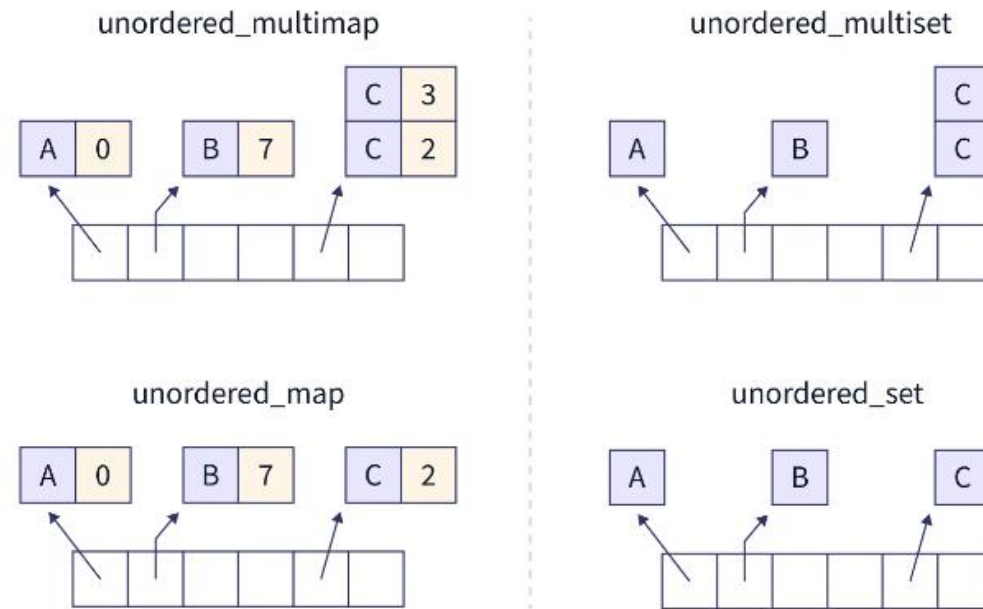 unordered_multimap
C 3
A 0 B 7 C 2
unordered_multiset
C
A B C
unordered_map
A 0 B 7 C 2
unordered_set
A B C